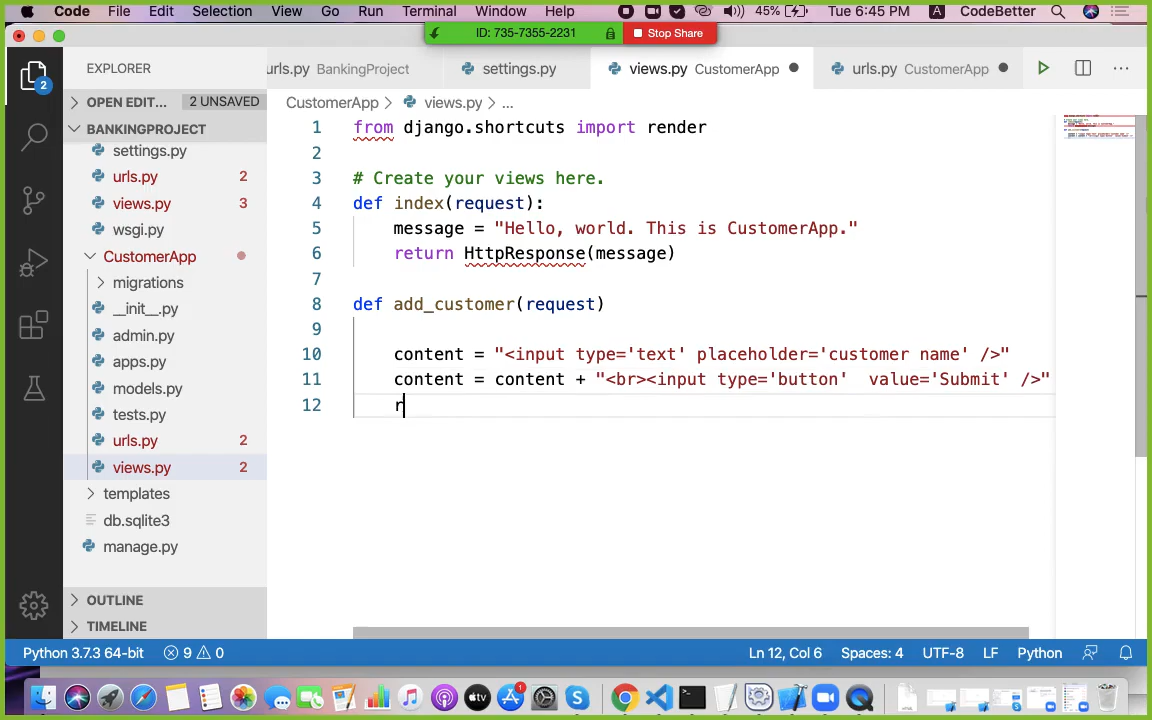 Code File Edit Selection View Go Run Terminal Window Help 45% Tue 6:45 PM A CodeBetter
ID: 735-7355-2231 Stop Share
2
EXPLORER
urls.py BankingProject settings.py views.py CustomerApp urls.py CustomerApp
OPEN EDIT... 2 UNSAVED
BANKINGPROJECT
settings.py
urls.py 2
views.py 3
wsgi.py
CustomerApp
migrations
__init__.py
admin.py
apps.py
models.py
tests.py
urls.py 2
views.py 2
templates
db.sqlite3
manage.py
OUTLINE
TIMELINE
CustomerApp > views.py > ...
1 from django.shortcuts import render
2
3 # Create your views here.
4 def index(request):
5 message = "Hello, world. This is CustomerApp."
6 return HttpResponse(message)
7
8 def add_customer(request)
9
10 content = "<input type='text' placeholder='customer name' />"
11 content = content + "<br><input type='button'  value='Submit' />"
12 r
Python 3.7.3 64-bit 9 0 Ln 12, Col 6 Spaces: 4 UTF-8 LF Python
tv 1